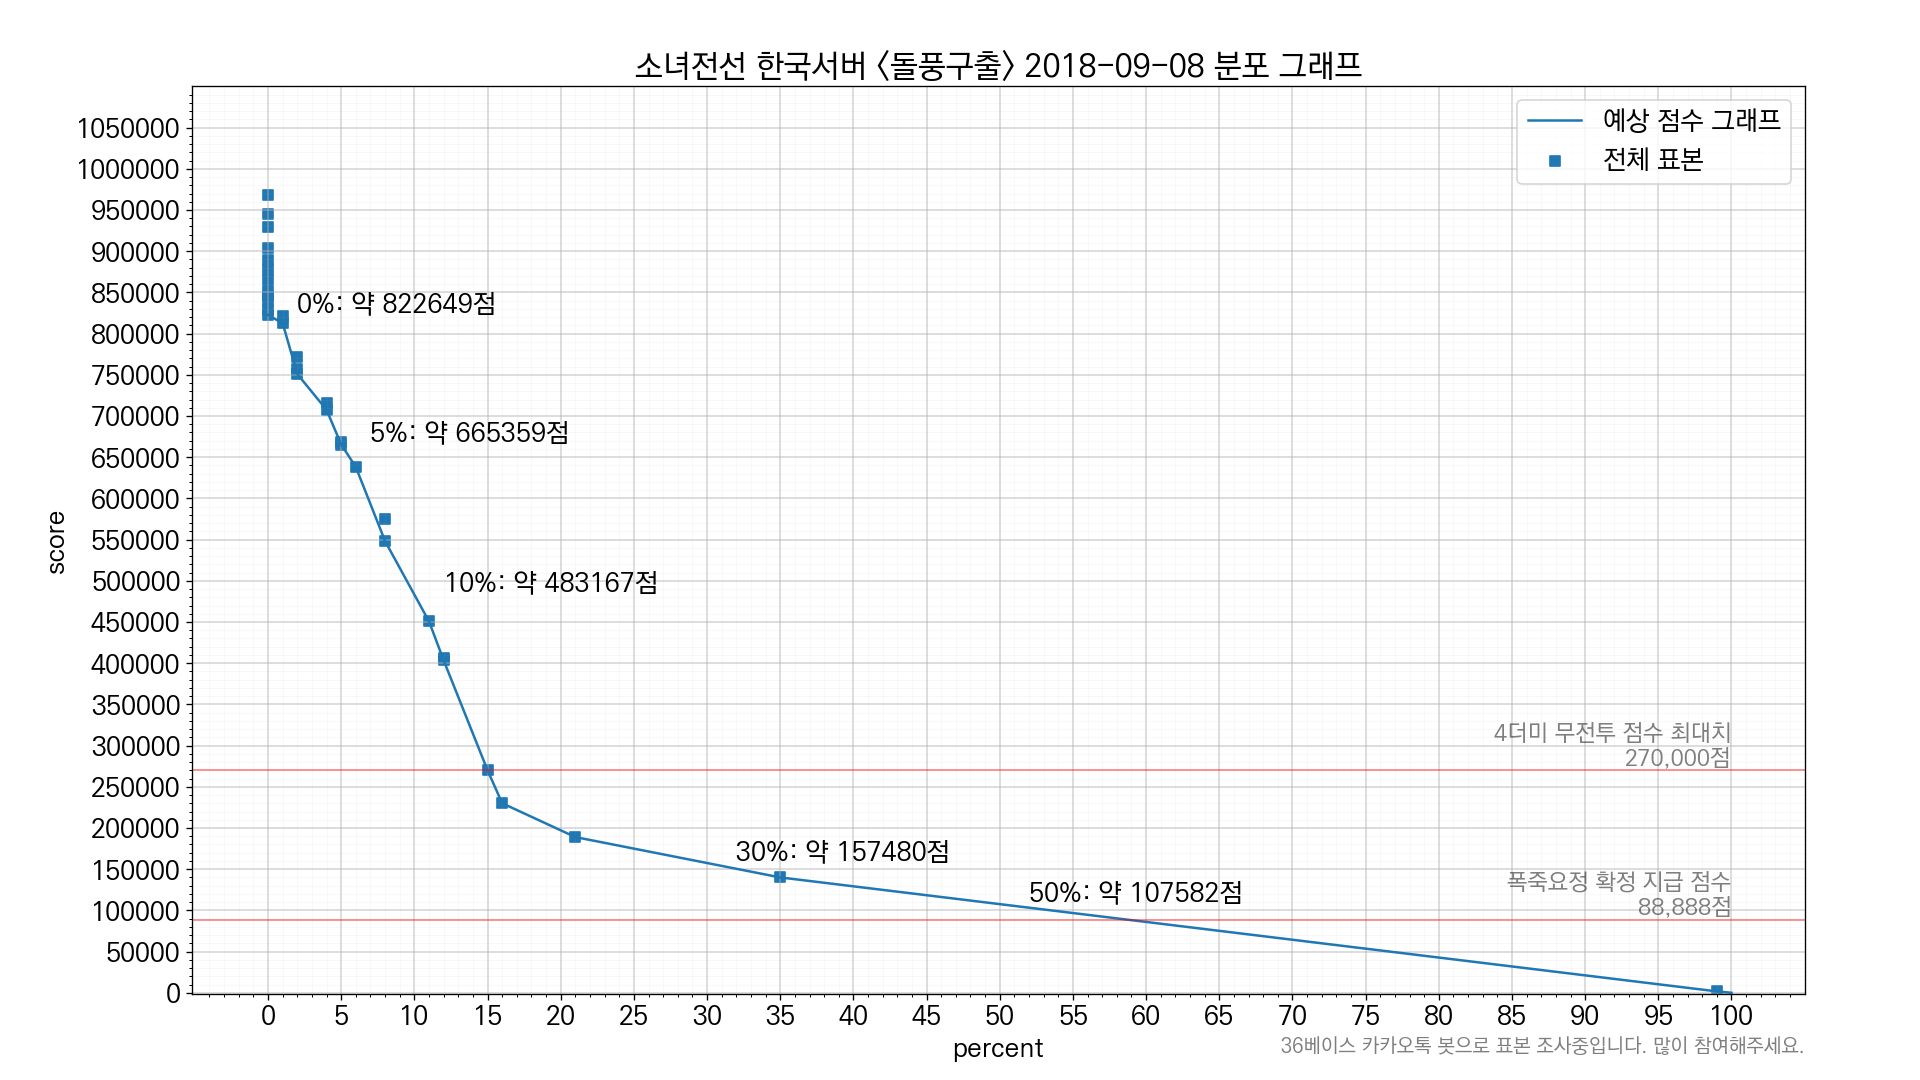 소녀전선 한국서버 〈돌풍구출〉 2018-09-08 분포 그래프
예상 점수 그래프
전체 표본
1050000
1000000
950000
900000
850000
800000
750000
700000
650000
600000
550000
500000
450000
400000
350000
300000
250000
200000
150000
100000
50000
0
score
0%: 약 822649점
5%: 약 665359점
10%: 약 483167점
30%: 약 157480점
50%: 약 107582점
4더미 무전투 점수 최대치
270,000점
폭죽요정 확정 지급 점수
88,888점
0 5 10 15 20 25 30 35 40 45 50 55 60 65 70 75 80 85 90 95 100
percent
36베이스 카카오톡 봇으로 표본 조사중입니다. 많이 참여해주세요.